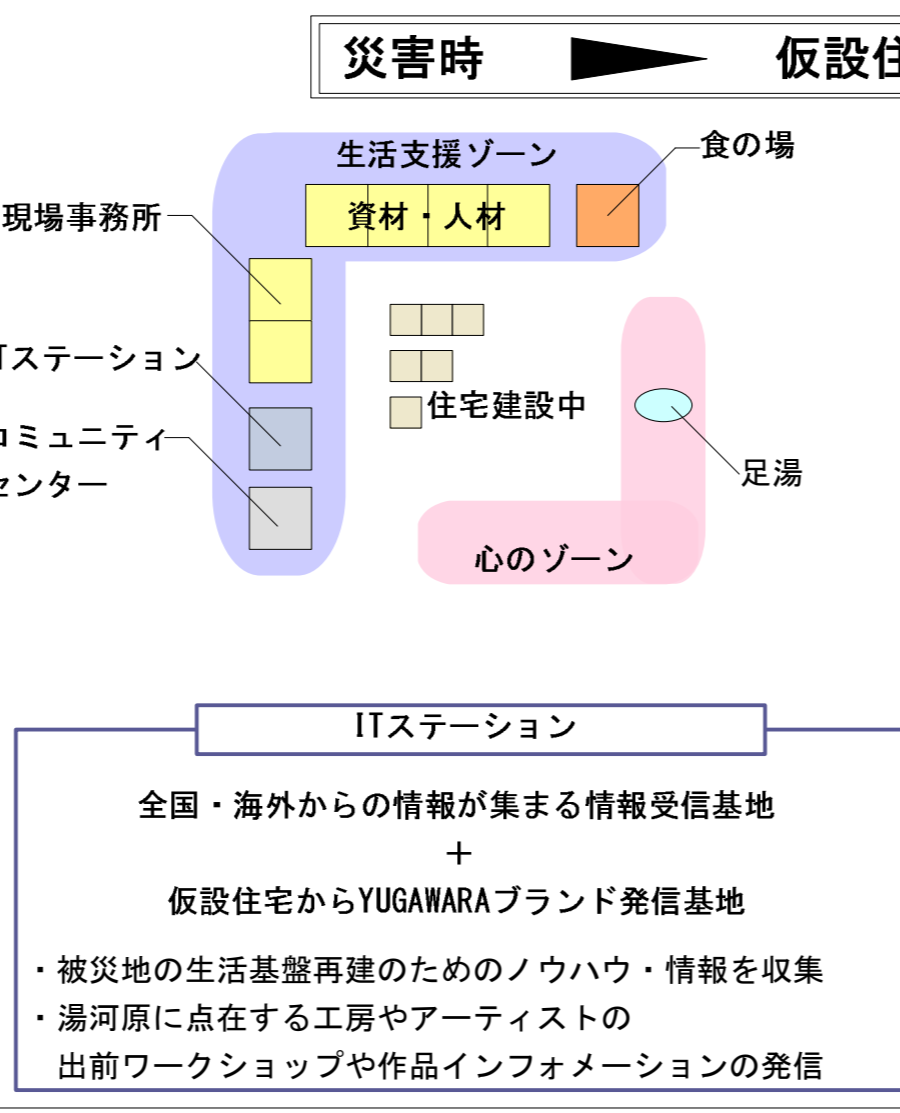 災害時 仮設住
生活支援ゾーン
食の場
資材・人材
現場事務所
Tステーション
住宅建設中
コミュニティ
センター
足湯
心のゾーン
ITステーション
全国・海外からの情報が集まる情報受信基地
+
仮設住宅からYUGAWARAブランド発信基地
・被災地の生活基盤再建のためのノウハウ・情報を収集
・湯河原に点在する工房やアーティストの
出前ワークショップや作品インフォメーションの発信